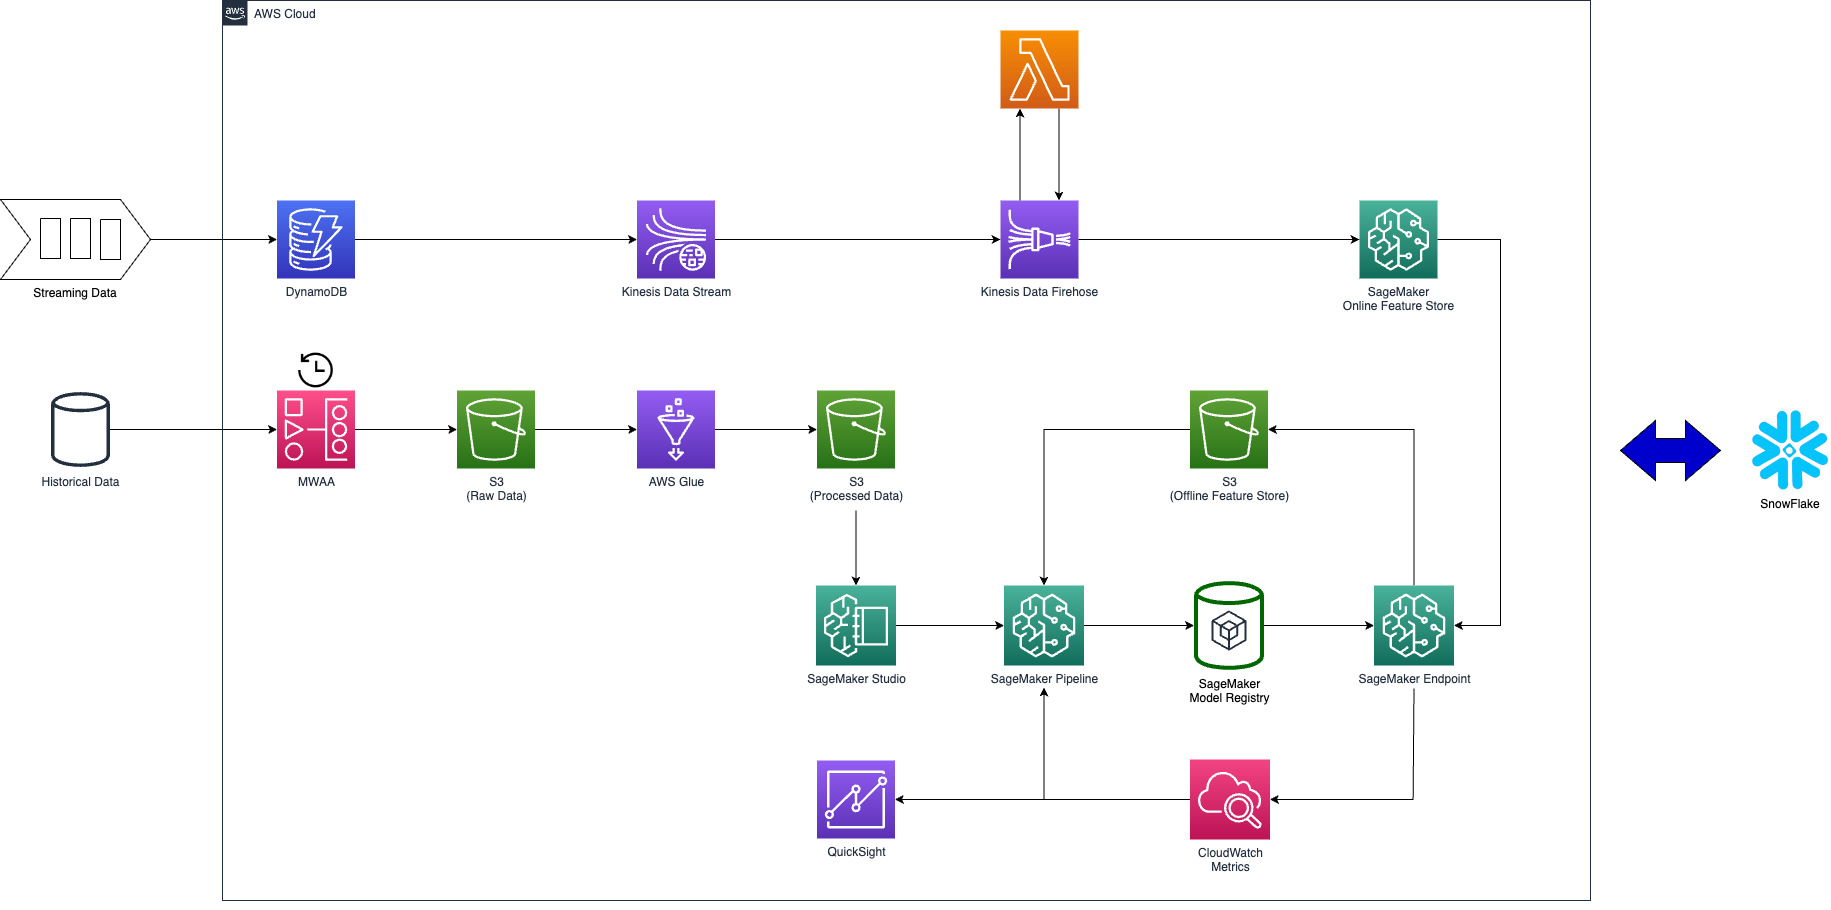 aws
AWS Cloud
Streaming Data
DynamoDB
Kinesis Data Stream
Kinesis Data Firehose
SageMaker
Online Feature Store
Historical Data
MWAA
S3
(Raw Data)
AWS Glue
S3
(Processed Data)
S3
(Offline Feature Store)
SnowFlake
SageMaker Studio
SageMaker Pipeline
SageMaker
Model Registry
SageMaker Endpoint
QuickSight
CloudWatch
Metrics